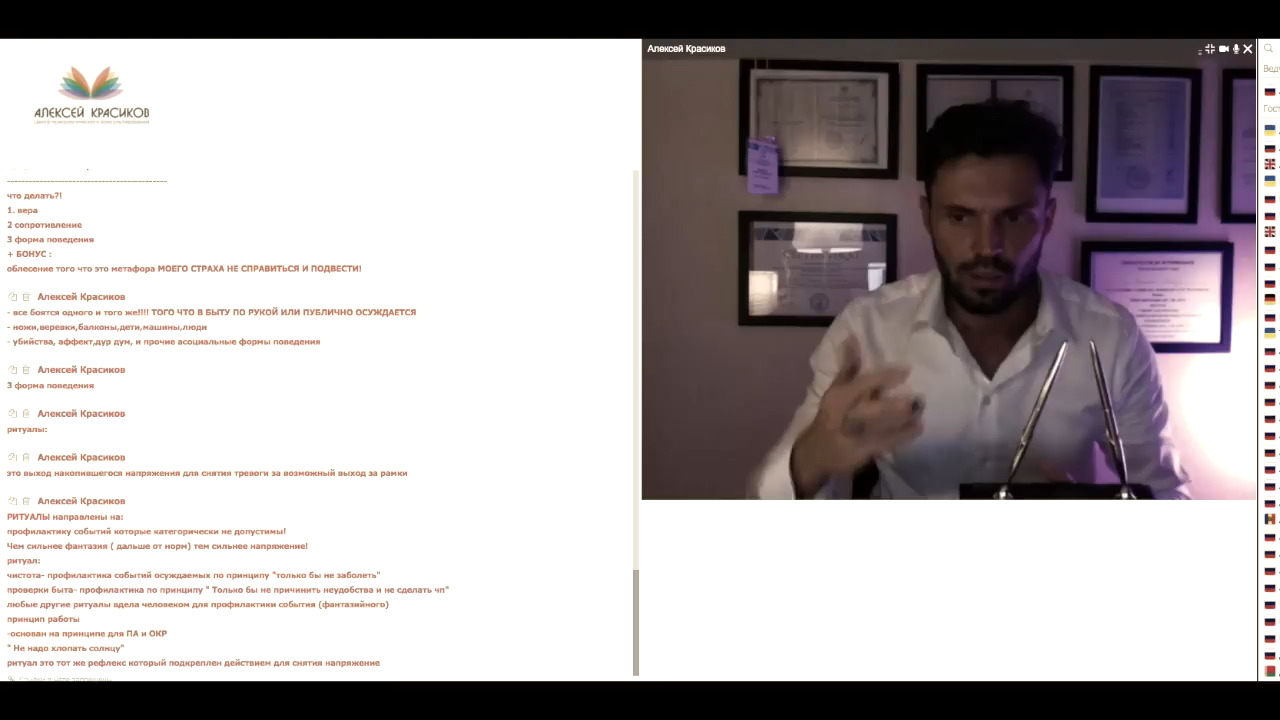 АЛЕКСЕЙ КРАСИКОВ
что делать?!
1. вера
2 сопротивление
3 форма поведения
+ БОНУС :
облесение того что это метафора МОЕГО СТРАХА НЕ СПРАВИТЬСЯ И ПОДВЕСТИ!
Алексей Красиков
- все боятся одного и того же!!!! ТОГО ЧТО В БЫТУ ПО РУКОЙ ИЛИ ПУБЛИЧНО ОСУЖДАЕТСЯ
- ножи,веревки,балконы,дети,машины,люди
- убийства, аффект,дур дум, и прочие асоциальные формы поведения
Алексей Красиков
3 форма поведения
Алексей Красиков
ритуалы:
Алексей Красиков
это выход накопившегося напряжения для снятия тревоги за возможный выход за рамки
Алексей Красиков
РИТУАЛЫ направлены на:
профилактику событий которые категорически не допустимы!
Чем сильнее фантазия ( дальше от норм) тем сильнее напряжение!
ритуал:
чистота- профилактика событий осуждаемых по принципу "только бы не заболеть"
проверки быта- профилактика по принципу " Только бы не причинить неудобства и не сделать чп"
любые другие ритуалы вдела человеком для профилактики события (фантазийного)
принцип работы
-основан на принципе для ПА и ОКР
" Не надо хлопать солнцу"
ритуал это тот же рефлекс который подкреплен действием для снятия напряжение
Алексей Красиков